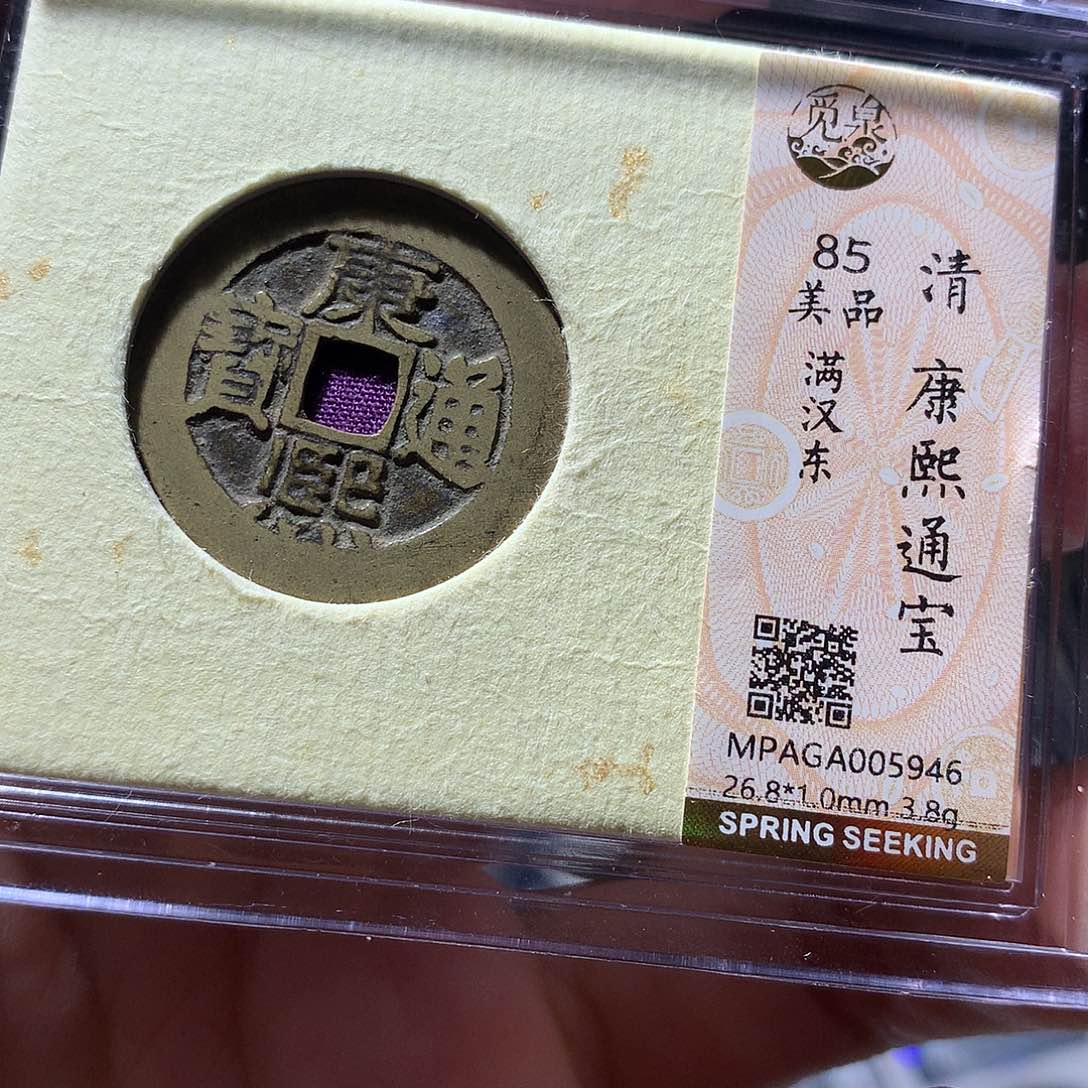 康熙通寳
觅泉
85
美品
满汉东
清 康熙通宝
MPAGA005946
26.8*1.0mm 3.8g
SPRING SEEKING